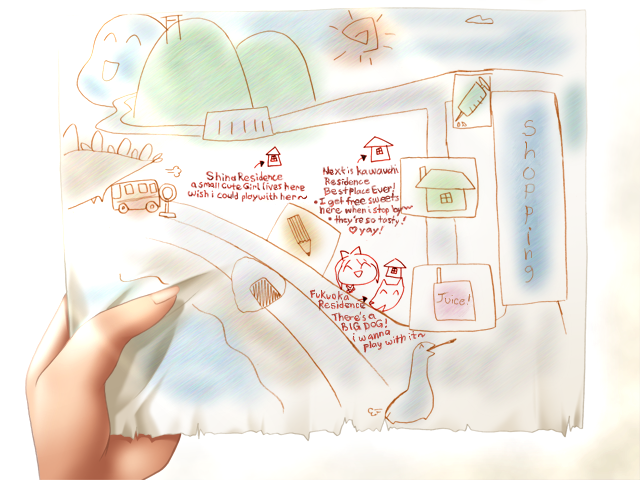 Shopping
Shina Residence
a small cute Girl lives here
wish i could play with her~
Next is kawauchi
Residence
Best place Ever!
• I get free sweets
here when i stop by~
• they're so tasty!
♡ yay!
Juice!
Fukuoka
Residence
There's a
BIG DOG!
i wanna
play with it~